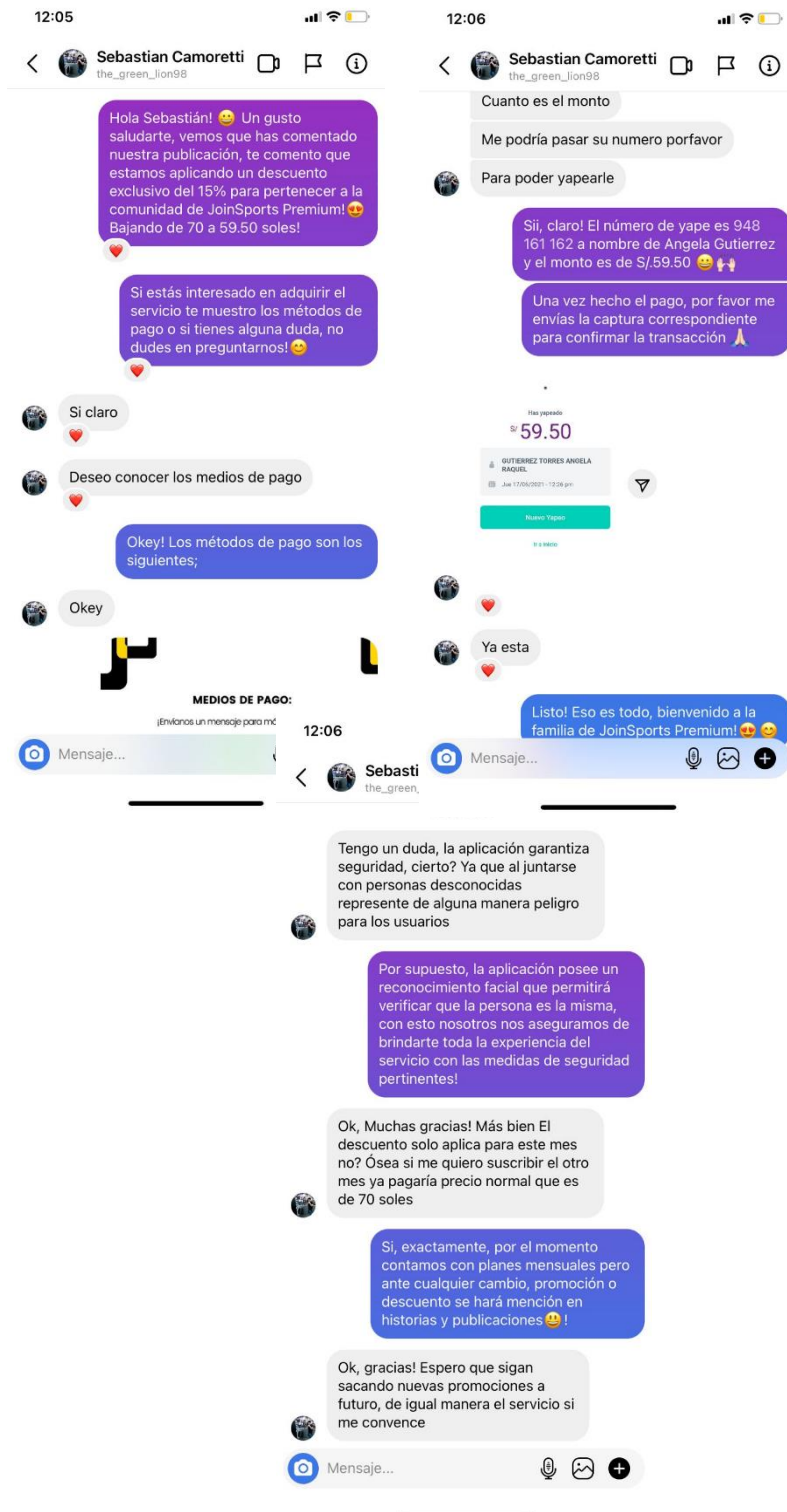 12:05
Sebastian Camoretti
the_green_lion98
Hola Sebastián! 😀 Un gusto
saludarte, vemos que has comentado
nuestra publicación, te comento que
estamos aplicando un descuento
exclusivo del 15% para pertenecer a la
comunidad de JoinSports Premium!😍
Bajando de 70 a 59.50 soles!
Si estás interesado en adquirir el
servicio te muestro los métodos de
pago o si tienes alguna duda, no
dudes en preguntarnos!😊
Si claro
Deseo conocer los medios de pago
Okey! Los métodos de pago son los
siguientes;
Okey
MEDIOS DE PAGO:
¡Envíanos un mensaje para má
Mensaje...
12:06
Sebastian Camoretti
the_green_lion98
Cuanto es el monto
Me podría pasar su numero porfavor
Para poder yapearle
Sii, claro! El número de yape es 948
161 162 a nombre de Angela Gutierrez
y el monto es de S/.59.50 😄🙌🏻
Una vez hecho el pago, por favor me
envías la captura correspondiente
para confirmar la transacción 🙏🏻
Has yapeado
S/ 59.50
GUTIERREZ TORRES ANGELA
RAQUEL
Jue 17/06/2021 - 12:26 pm
Nuevo Yapeo
Ir a Inicio
Ya esta
Listo! Eso es todo, bienvenido a la
familia de JoinSports Premium!😍😊
Mensaje...
12:06
Sebasti
the_green_
Tengo un duda, la aplicación garantiza
seguridad, cierto? Ya que al juntarse
con personas desconocidas
represente de alguna manera peligro
para los usuarios
Por supuesto, la aplicación posee un
reconocimiento facial que permitirá
verificar que la persona es la misma,
con esto nosotros nos aseguramos de
brindarte toda la experiencia del
servicio con las medidas de seguridad
pertinentes!
Ok, Muchas gracias! Más bien El
descuento solo aplica para este mes
no? Ósea si me quiero suscribir el otro
mes ya pagaría precio normal que es
de 70 soles
Si, exactamente, por el momento
contamos con planes mensuales pero
ante cualquier cambio, promoción o
descuento se hará mención en
historias y publicaciones😃!
Ok, gracias! Espero que sigan
sacando nuevas promociones a
futuro, de igual manera el servicio si
me convence
Mensaje...